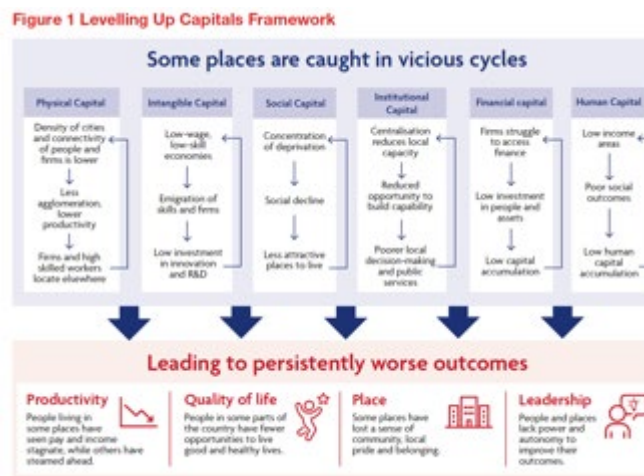 Figure 1 Levelling Up Capitals Framework
Some places are caught in vicious cycles
Physical Capital
Density of cities
and connectivity
of people and
firms is lower
Less
agglomeration,
lower
productivity
Firms and high
skilled workers
locate elsewhere
Intangible Capital
Low-wage,
low-skill
economies
Emigration of
skills and firms
Low investment
in innovation
and R&D
Social Capital
Concentration
of deprivation
Social decline
Less attractive
places to live
Institutional
Capital
Centralisation
reduces local
capacity
Reduced
opportunity to
build capability
Poorer local
decision-making
and public
services
Financial capital
Firms struggle
to access
finance
Low investment
in people and
assets
Low capital
accumulation
Human Capital
Low income
areas
Poor social
outcomes
Low human
capital
accumulation
Leading to persistently worse outcomes
Productivity
People living in
some places have
seen pay and income
stagnate, while others have
steamed ahead.
Quality of life
People in some parts of
the country have fewer
opportunities to live
good and healthy lives.
Place
Some places have
lost a sense of
community, local
pride and belonging.
Leadership
People and places
lack power and
autonomy to
improve their
outcomes.